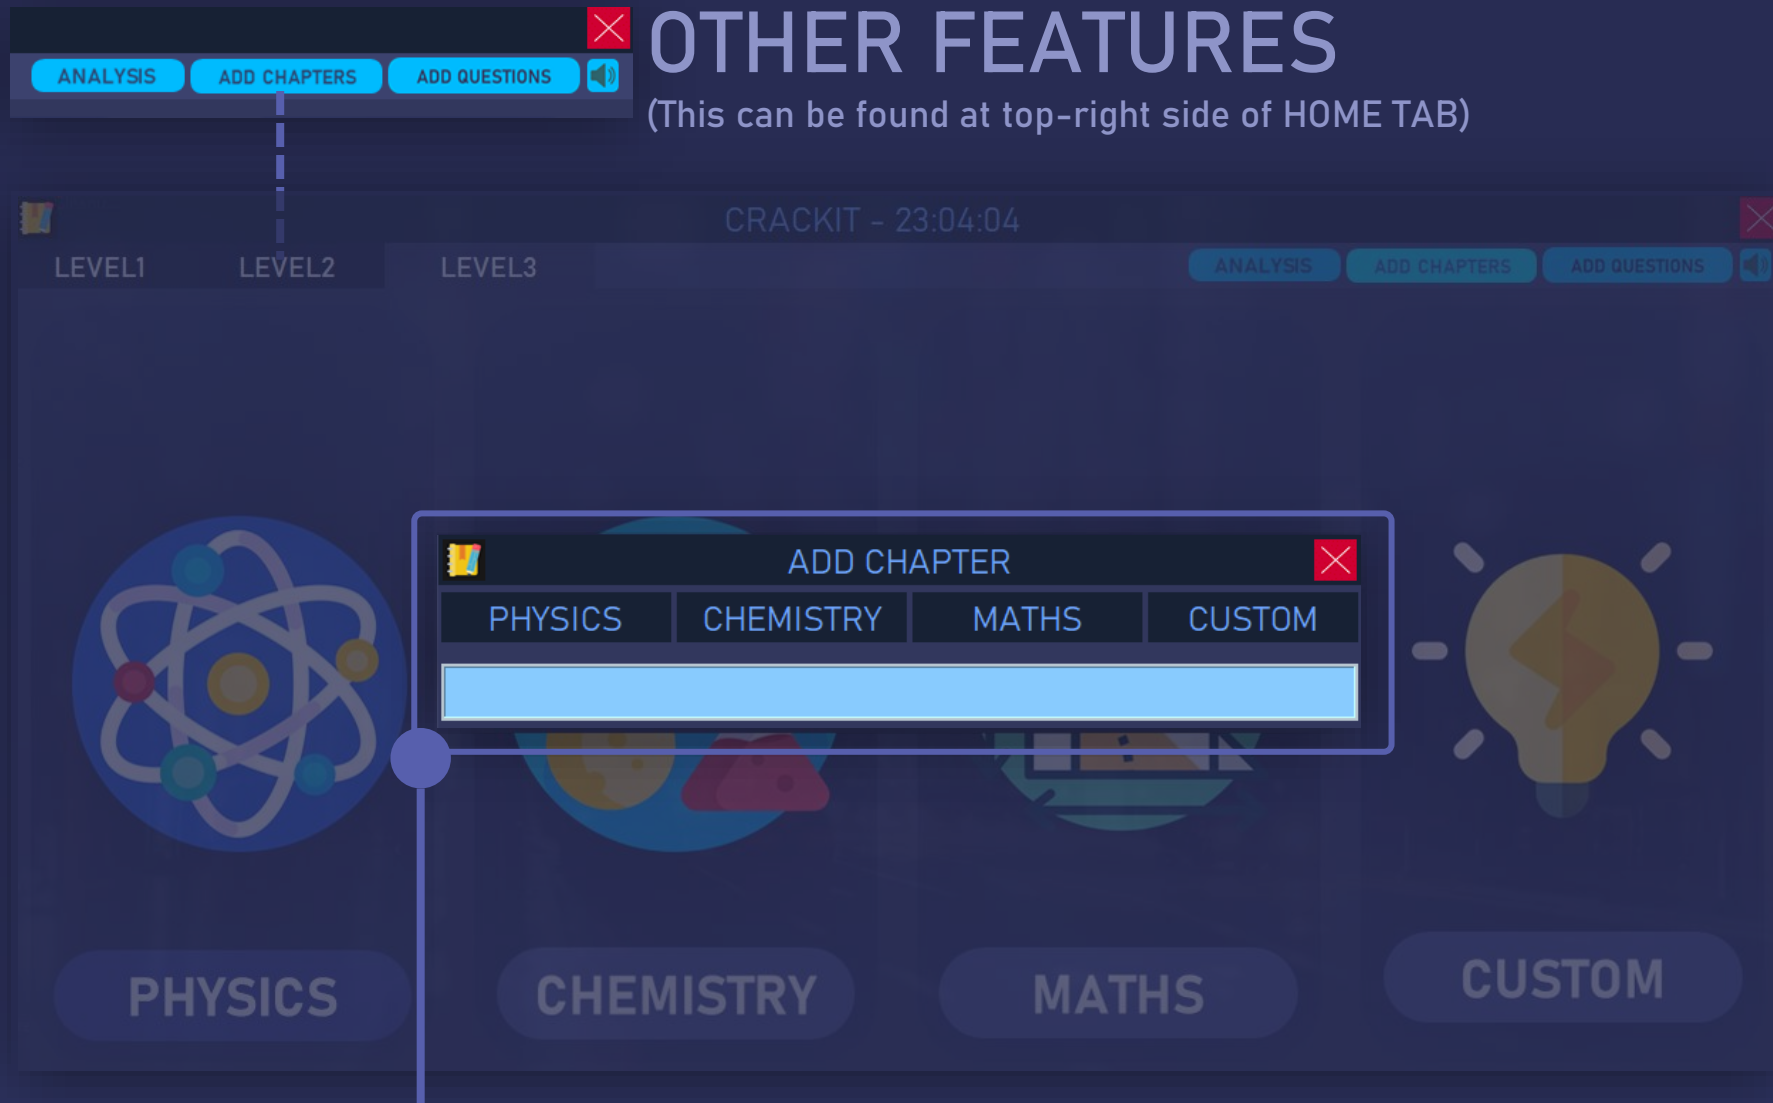 OTHER FEATURES
ANALYSIS ADD CHAPTERS ADD QUESTIONS
(This can be found at top-right side of HOME TAB)
CRACKIT - 23:04:04
LEVEL1 LEVEL2 LEVEL3 ANALYSIS ADD CHAPTERS ADD QUESTIONS
ADD CHAPTER
PHYSICS CHEMISTRY MATHS CUSTOM
PHYSICS CHEMISTRY MATHS CUSTOM